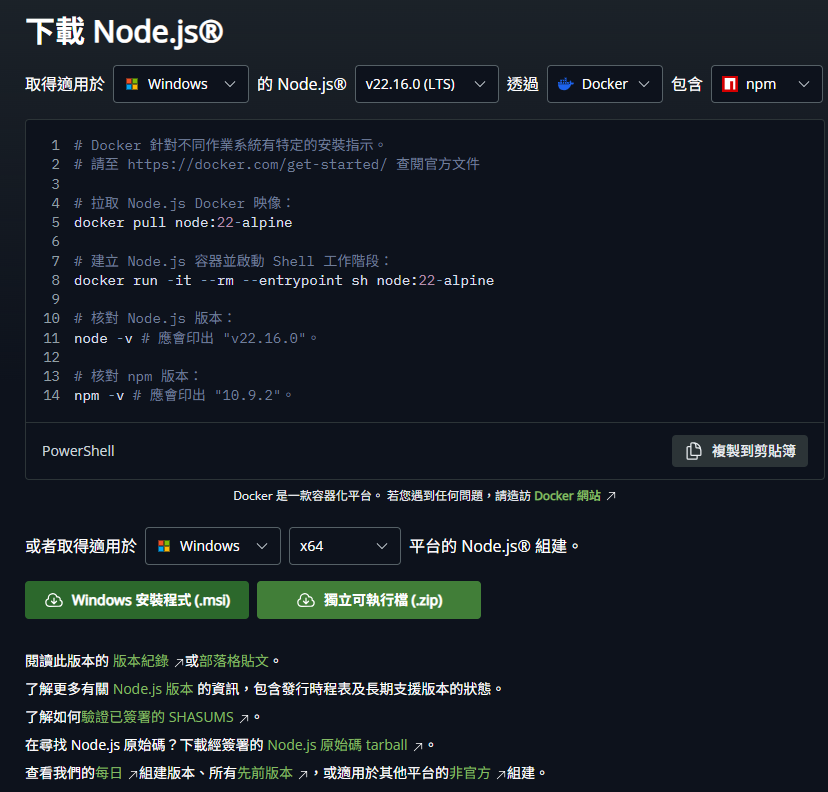 下載 Node.js®
取得適用於 Windows 的 Node.js® v22.16.0 (LTS) 透過 Docker 包含 npm
1 # Docker 針對不同作業系統有特定的安裝指示。
2 # 請至 https://docker.com/get-started/ 查閱官方文件
3
4 # 拉取 Node.js Docker 映像：
5 docker pull node:22-alpine
6
7 # 建立 Node.js 容器並啟動 Shell 工作階段：
8 docker run -it --rm --entrypoint sh node:22-alpine
9
10 # 核對 Node.js 版本：
11 node -v # 應會印出 "v22.16.0"。
12
13 # 核對 npm 版本：
14 npm -v # 應會印出 "10.9.2"。
PowerShell 複製到剪貼簿
Docker 是一款容器化平台。 若您遇到任何問題，請造訪 Docker 網站
或者取得適用於 Windows x64 平台的 Node.js® 組建。
Windows 安裝程式 (.msi) 獨立可執行檔 (.zip)
閱讀此版本的 版本紀錄 或部落格貼文。
了解更多有關 Node.js 版本 的資訊，包含發行時程表及長期支援版本的狀態。
了解如何驗證已簽署的 SHASUMS 。
在尋找 Node.js 原始碼？下載經簽署的 Node.js 原始碼 tarball 。
查看我們的每日 組建版本、所有先前版本 ，或適用於其他平台的非官方 組建。